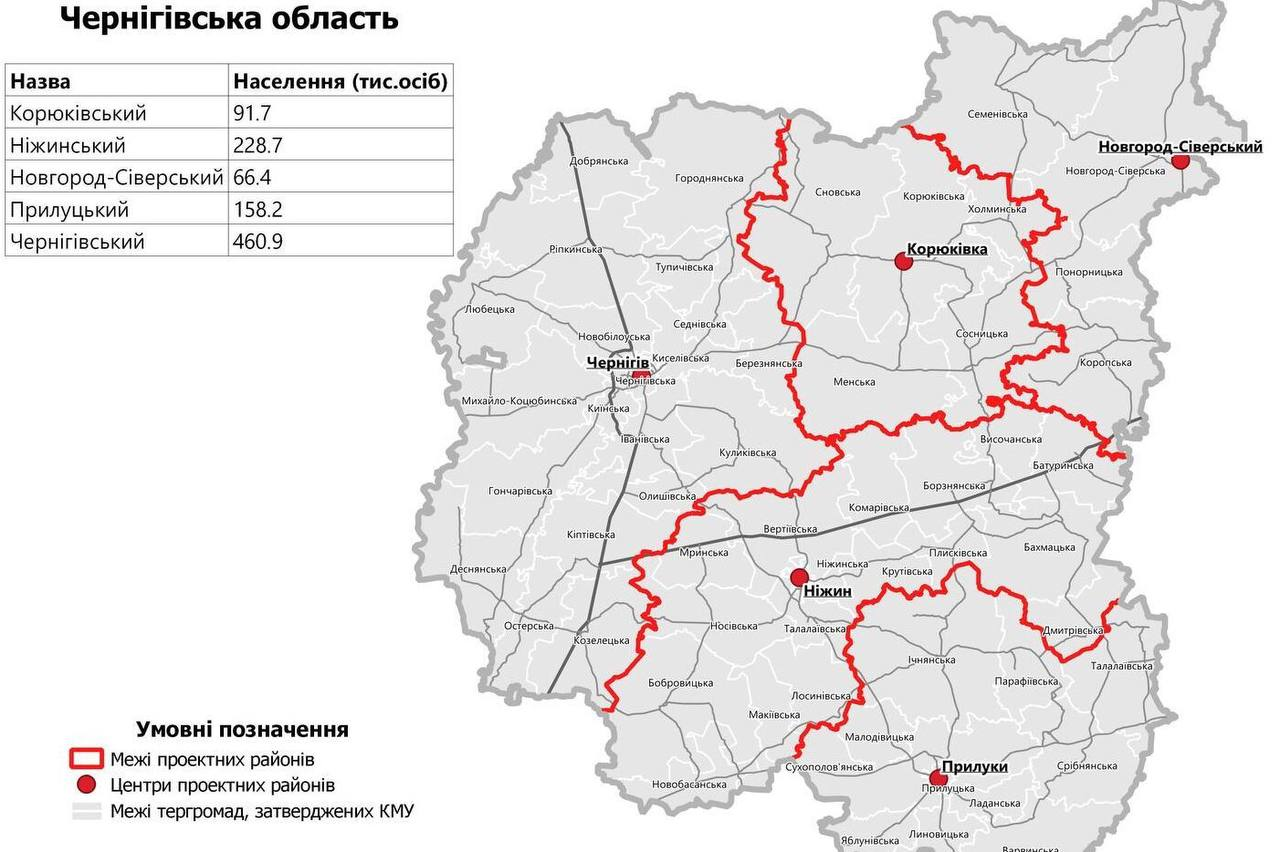 Чернігівська область
Назва Населення (тис.осіб)
Корюківський 91.7
Ніжинський 228.7
Новгород-Сіверський 66.4
Прилуцький 158.2
Чернігівський 460.9
Семенівська
Новгород-Сіверський
Добрянська
Новгород-Сіверська
Городнянська
Сновська
Корюківська
Холминська
Корюківка
Ріпкинська
Тупичівська
Понорницька
Любецька
Седнівська
Новобілоуська
Сосницька
Чернігів
Киселівська
Березнянська
Коропська
Чернігівська
Менська
Михайло-Коцюбинська
Киїнська
Іванівська
Височанська
Куликівська
Батуринська
Гончарівська
Олишівська
Борзнянська
Комарівська
Вертіївська
Кіптівська
Мринська
Плисківська
Бахмацька
Деснянська
Ніжинська
Крутівська
Ніжин
Остерська
Носівська
Талалаївська
Дмитрівська
Козелецька
Ічнянська
Талалаївська
Бобровицька
Парафіївська
Лосинівська
Макіївська
Умовні позначення
Малодівицька
Межі проектних районів
Сухополов'янська
Прилуки
Срібнянська
Центри проектних районів
Новобасанська
Прилуцька
Ладанська
Межі тергромад, затверджених КМУ
Яблунівська
Линовицька
Варвинська